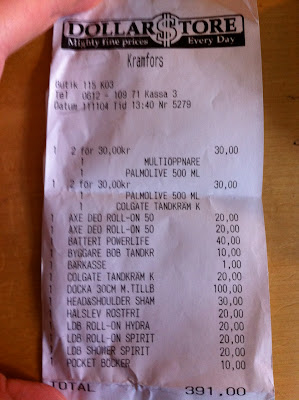 DOLLAR STORE
Mighty fine prices Every Day
Kramfors
Butik 115 K03
Tel 0612 - 109 71 Kassa 3
Datum 111104 Tid 13:40 Nr 5279
1 2 för 30,00kr 30,00
1 MULTIÖPPNARE
1 PALMOLIVE 500 ML
1 2 för 30,00kr 30,00
1 PALMOLIVE 500 ML
1 COLGATE TANDKRÄM K
1 AXE DEO ROLL-ON 50 20,00
1 AXE DEO ROLL-ON 50 20,00
1 BATTERI POWERLIFE 40,00
1 BYGGARE BOB TANDKR 10,00
1 BARKASSE 1,00
1 COLGATE TANDKRÄM K 20,00
1 DOCKA 30CM M.TILLB 100,00
1 HEAD&SHOULDER SHAM 30,00
1 HALSLEV ROSTFRI 20,00
1 LDB ROLL-ON HYDRA 20,00
1 LDB ROLL-ON SPIRIT 20,00
1 LDB SHOWER SPIRIT 20,00
1 POCKET BÖCKER 10,00
TOTAL 391,00